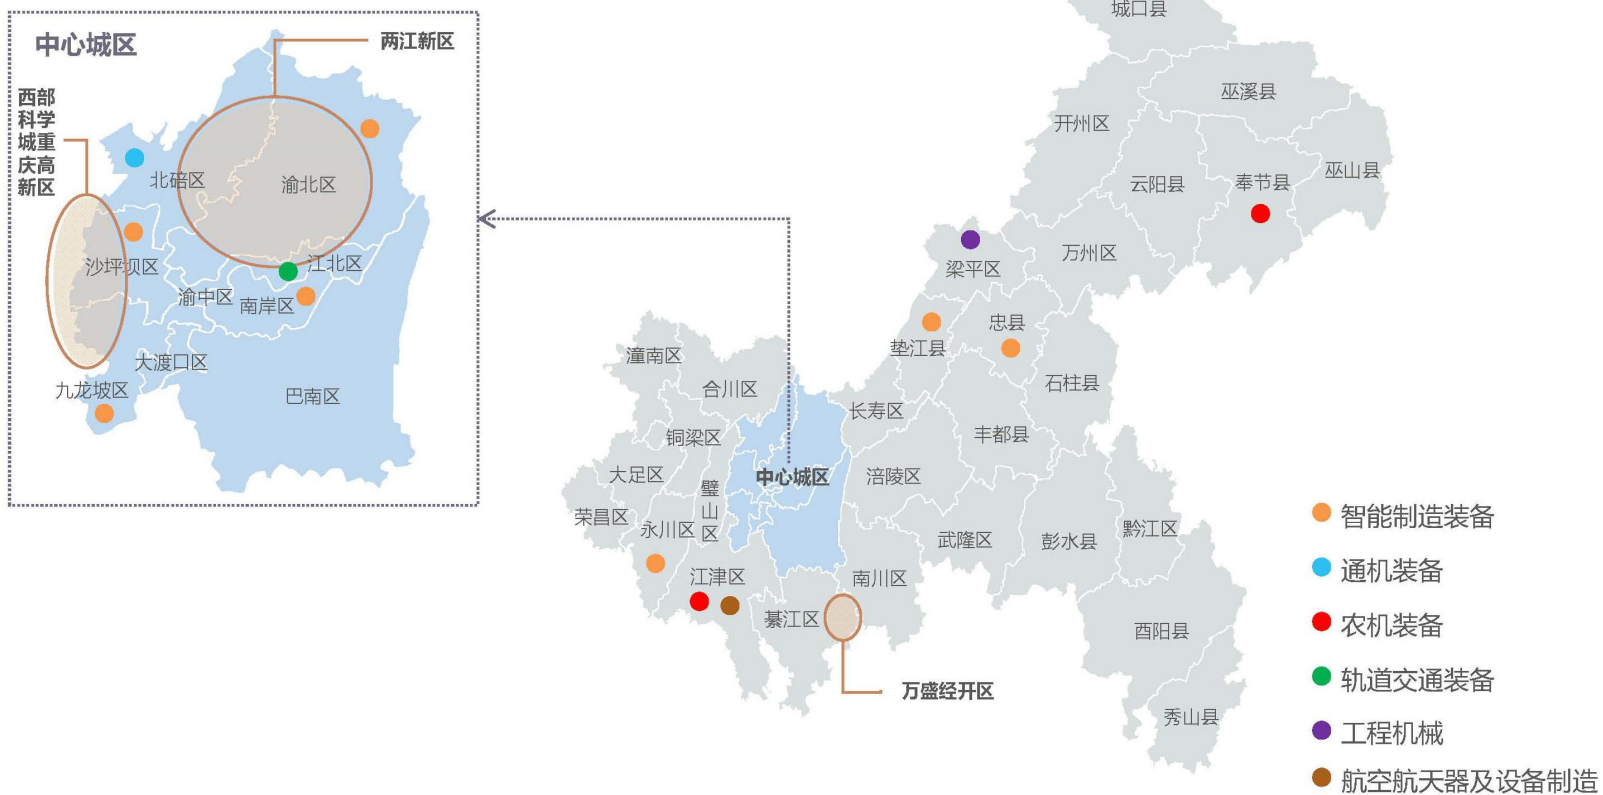 中心城区
两江新区
西部
科学
城重
庆高
新区
北碚区
渝北区
沙坪坝区
江北区
渝中区
南岸区
大渡口区
九龙坡区
巴南区
城口县
巫溪县
开州区
巫山县
云阳县
奉节县
万州区
梁平区
忠县
垫江县
石柱县
潼南区
合川区
长寿区
丰都县
铜梁区
大足区
中心城区
涪陵区
璧
山
区
荣昌区
永川区
武隆区
彭水县
黔江区
江津区
南川区
綦江区
酉阳县
万盛经开区
秀山县
智能制造装备
通机装备
农机装备
轨道交通装备
工程机械
航空航天器及设备制造